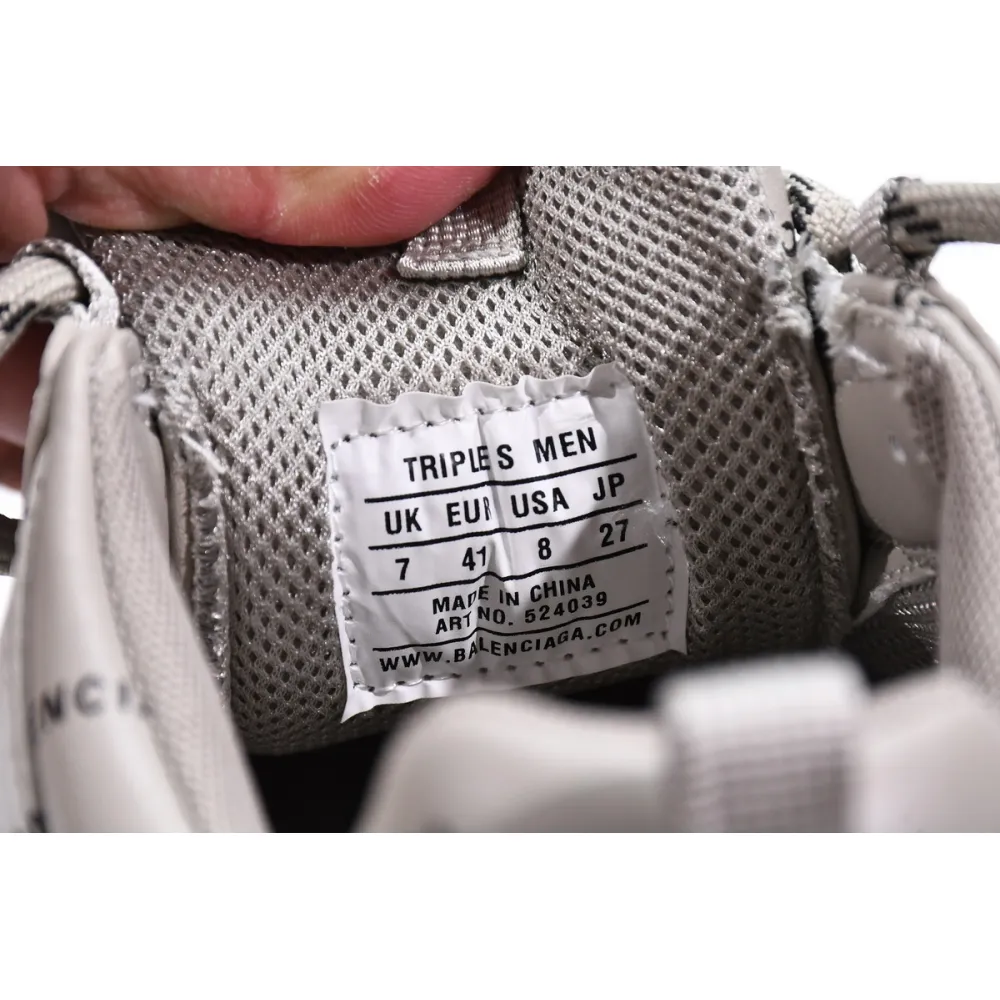 TRIPLE S MEN
UK EUR USA JP
7 41 8 27
MADE IN CHINA
ART NO. 524039
WWW.BALENCIAGA.COM
ENCIA